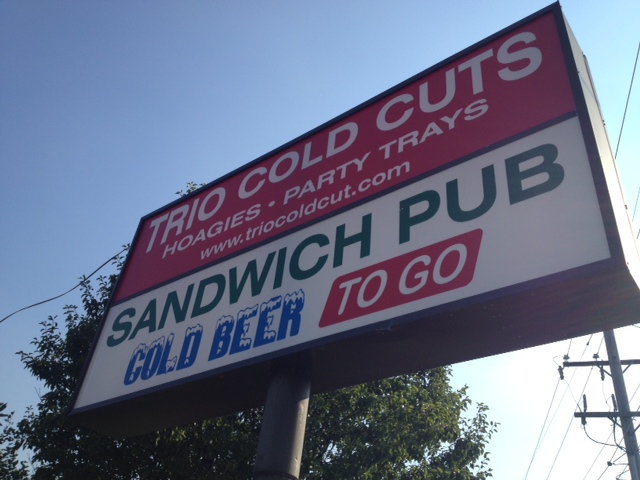 TRIO COLD CUTS
HOAGIES • PARTY TRAYS
www.triocoldcut.com
SANDWICH PUB
COLD BEER TO GO